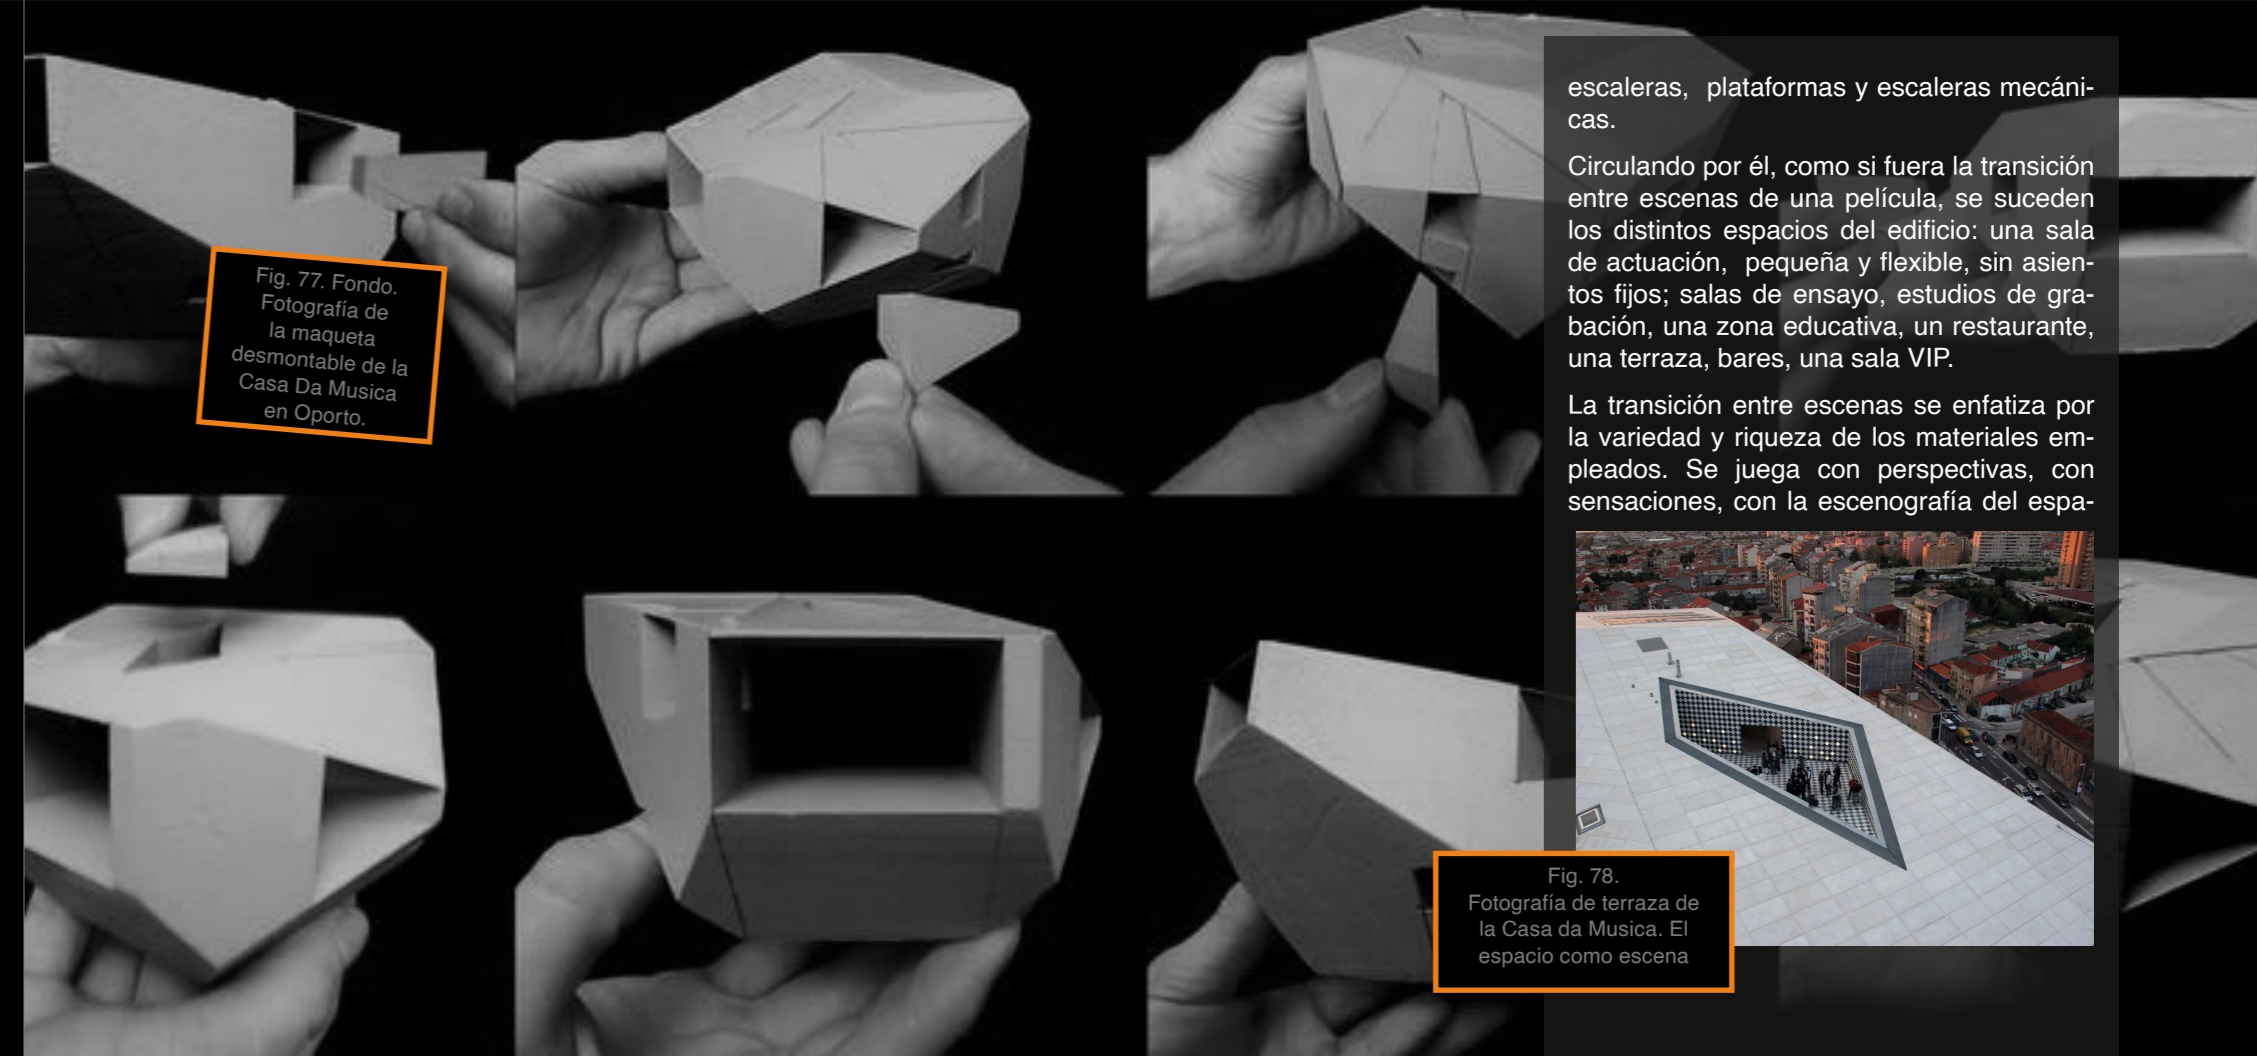 Fig. 77. Fondo.
Fotografía de
la maqueta
desmontable de la
Casa Da Musica
en Oporto.
escaleras, plataformas y escaleras mecáni-
cas.
Circulando por él, como si fuera la transición
entre escenas de una película, se suceden
los distintos espacios del edificio: una sala
de actuación, pequeña y flexible, sin asien-
tos fijos; salas de ensayo, estudios de gra-
bación, una zona educativa, un restaurante,
una terraza, bares, una sala VIP.
La transición entre escenas se enfatiza por
la variedad y riqueza de los materiales em-
pleados. Se juega con perspectivas, con
sensaciones, con la escenografía del espa-
Fig. 78.
Fotografía de terraza de
la Casa da Musica. El
espacio como escena